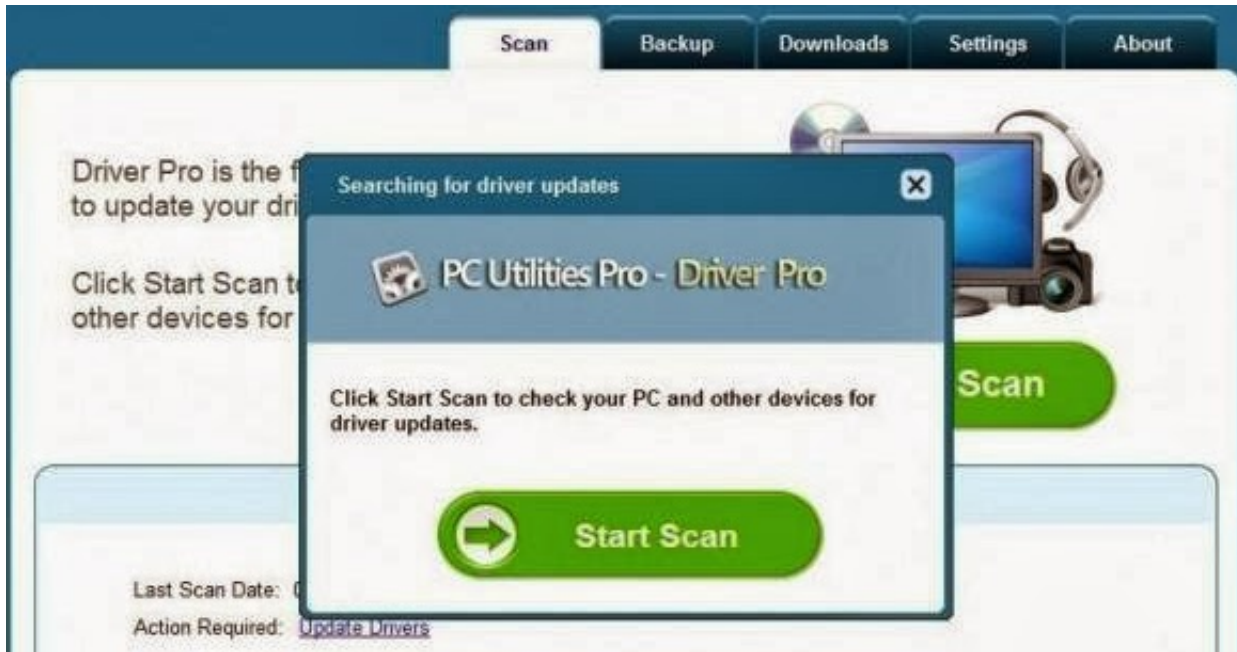 Scan Backup Downloads Settings About
Driver Pro is the
to update your
Searching for driver updates
PC Utilities Pro - Driver Pro
Click Start Scan
other devices for
Click Start Scan to check your PC and other devices for
driver updates.
Scan
Start Scan
Last Scan Date:
Action Required: Update Drivers